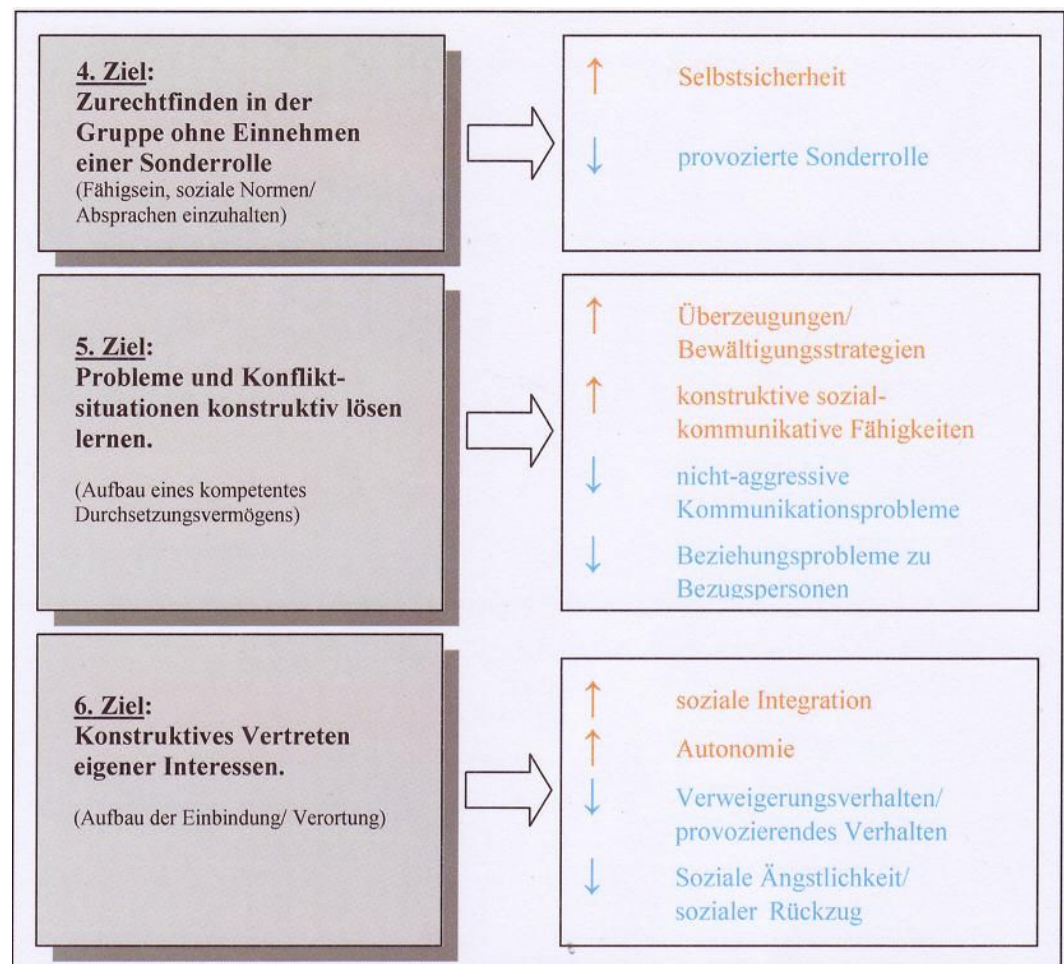 4. Ziel:
Zurechtfinden in der
Gruppe ohne Einnehmen
einer Sonderrolle
(Fähigsein, soziale Normen/
Absprachen einzuhalten)
↑ Selbstsicherheit
↓ provozierte Sonderrolle
5. Ziel:
Probleme und Konflikt-
situationen konstruktiv lösen
lernen.
(Aufbau eines kompetentes
Durchsetzungsvermögens)
↑ Überzeugungen/
Bewältigungsstrategien
↑ konstruktive sozial-
kommunikative Fähigkeiten
↓ nicht-aggressive
Kommunikationsprobleme
↓ Beziehungsprobleme zu
Bezugspersonen
6. Ziel:
Konstruktives Vertreten
eigener Interessen.
(Aufbau der Einbindung/ Verortung)
↑ soziale Integration
↑ Autonomie
↓ Verweigerungsverhalten/
provozierendes Verhalten
↓ Soziale Ängstlichkeit/
sozialer Rückzug